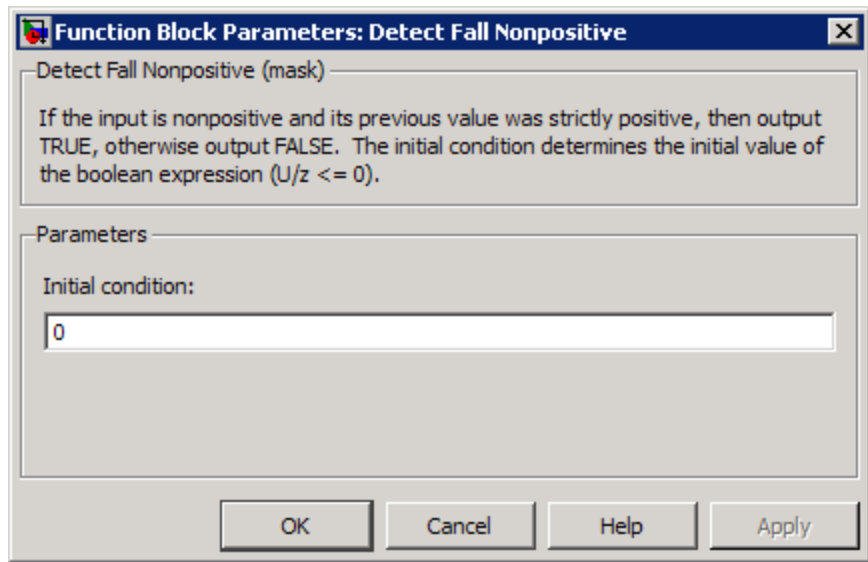 Function Block Parameters: Detect Fall Nonpositive
Detect Fall Nonpositive (mask)
If the input is nonpositive and its previous value was strictly positive, then output
TRUE, otherwise output FALSE.  The initial condition determines the initial value of
the boolean expression (U/z <= 0).
Parameters
Initial condition:
0
OK
Cancel
Help
Apply